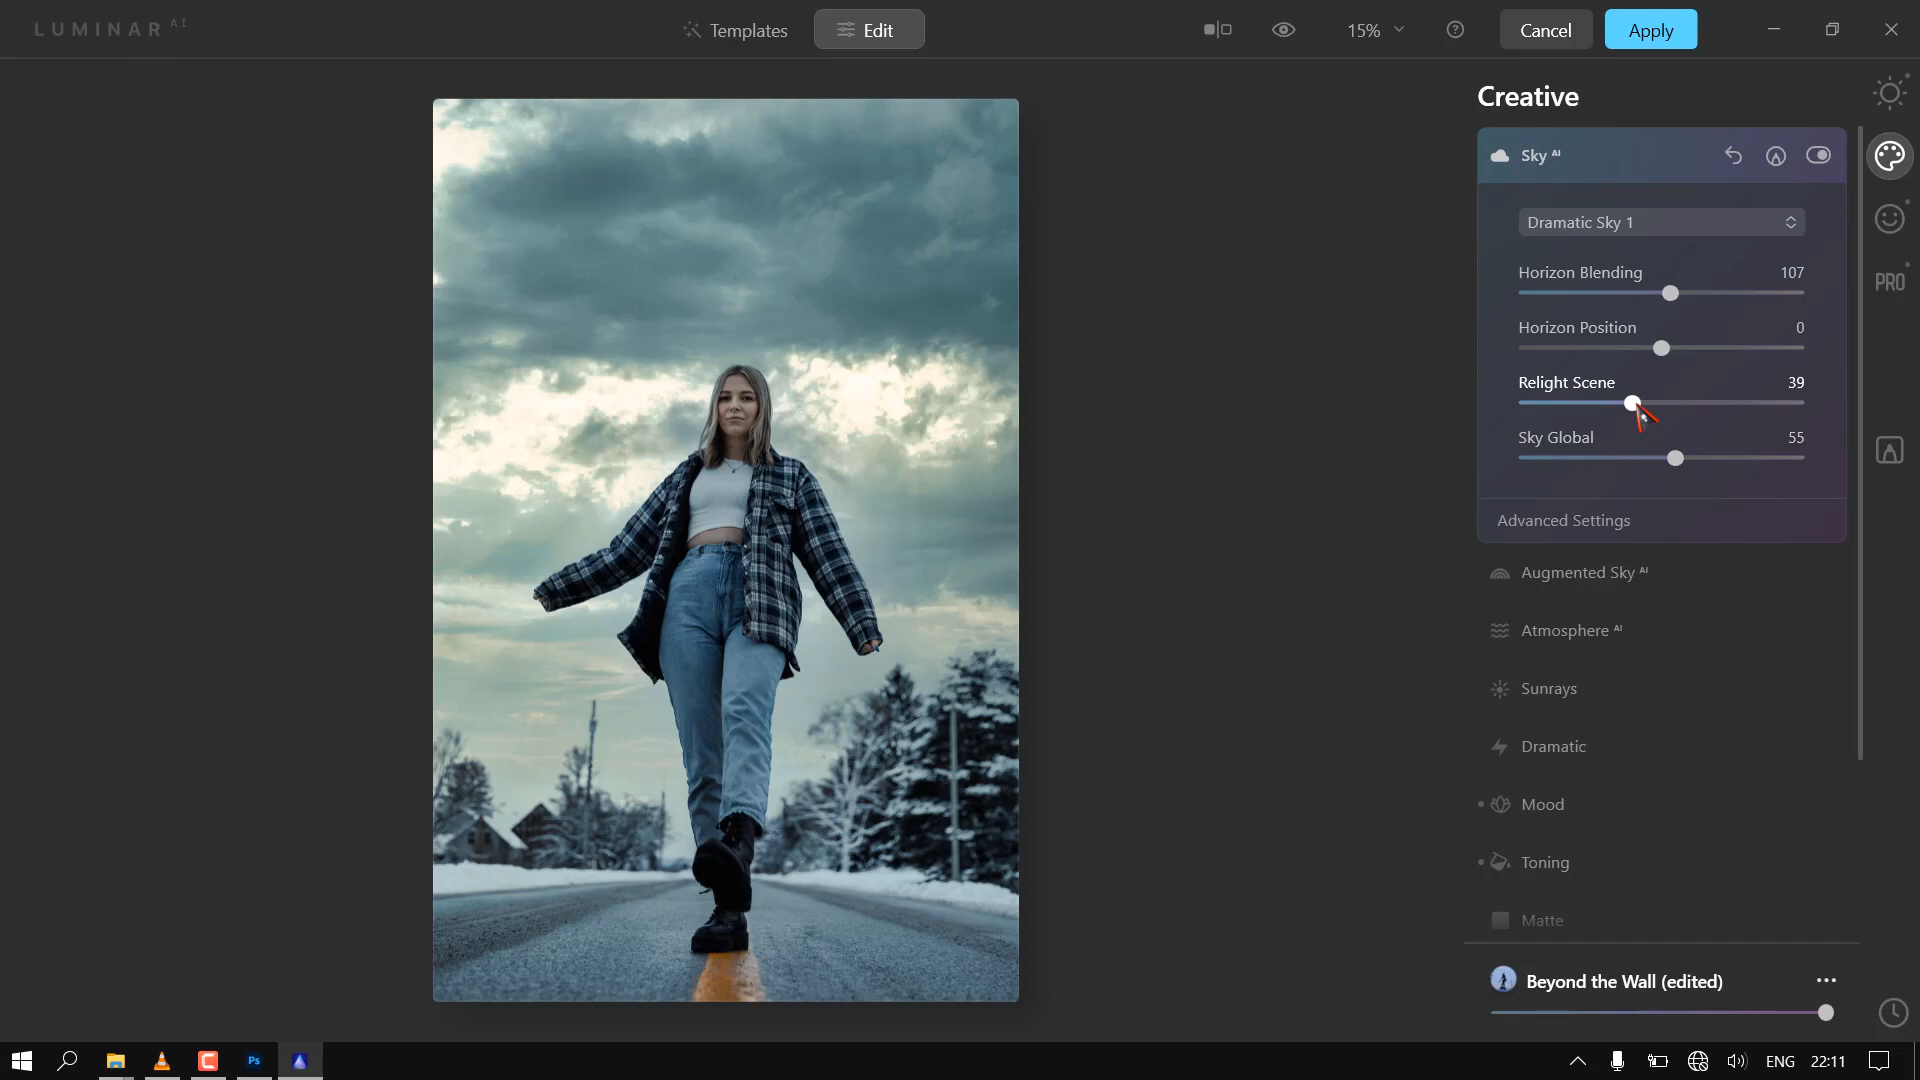 LUMINAR AI
Templates
Edit
15%
Cancel
Apply
Creative
Sky AI
Dramatic Sky 1
Horizon Blending 107
Horizon Position 0
Relight Scene 39
Sky Global 55
Advanced Settings
Augmented Sky AI
Atmosphere AI
Sunrays
Dramatic
Mood
Toning
Matte
Beyond the Wall (edited)
PRO
Ps
ENG 22:11